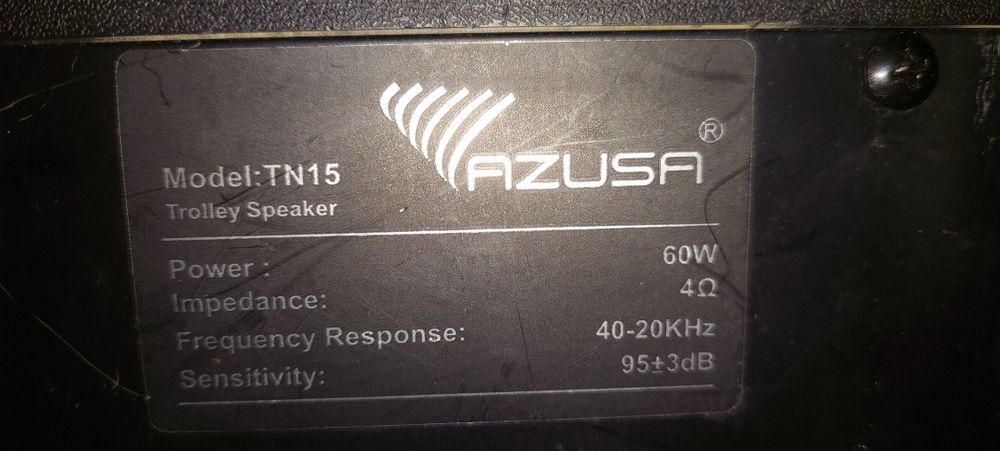 AZUSA ®
Model:TN15
Trolley Speaker
Power : 60W
Impedance: 4Ω
Frequency Response: 40-20KHz
Sensitivity: 95±3dB